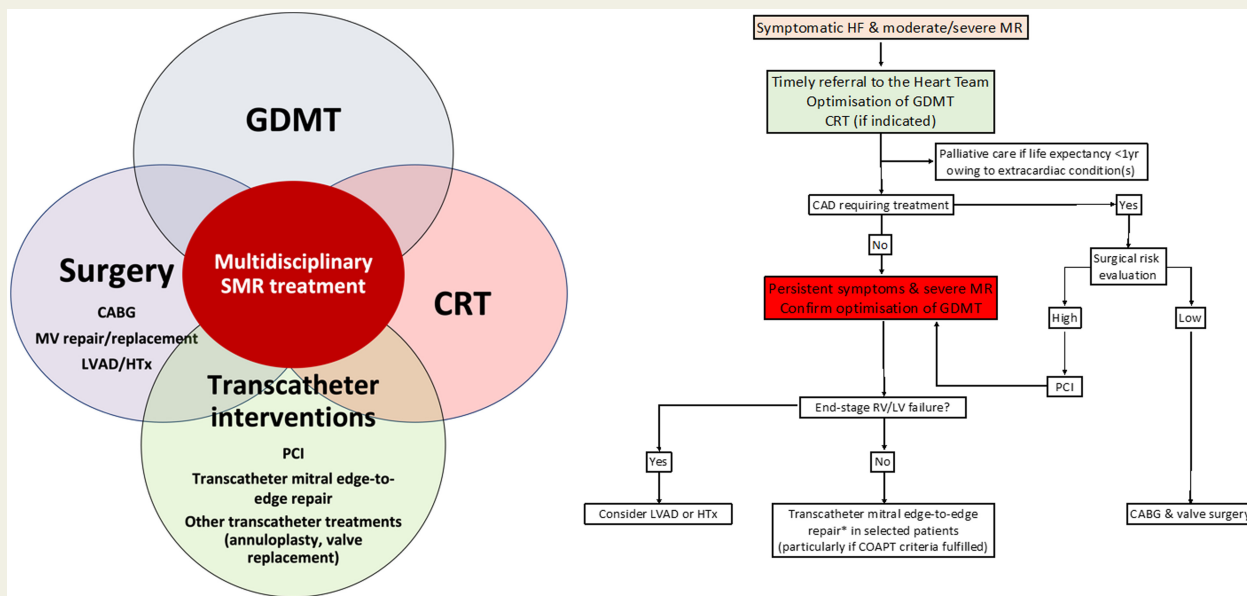 GDMT
Surgery
CABG
MV repair/replacement
LVAD/HTx
Multidisciplinary
SMR treatment
CRT
Transcatheter
interventions
PCI
Transcatheter mitral edge-to-
edge repair
Other transcatheter treatments
(annuloplasty, valve
replacement)
Symptomatic HF & moderate/severe MR
Timely referral to the Heart Team
Optimisation of GDMT
CRT (if indicated)
Palliative care if life expectancy <1yr
owing to extracardiac condition(s)
CAD requiring treatment
Yes
No
Surgical risk
evaluation
Persistent symptoms & severe MR
Confirm optimisation of GDMT
High
Low
PCI
End-stage RV/LV failure?
Yes
No
Consider LVAD or HTx
Transcatheter mitral edge-to-edge
repair* in selected patients
(particularly if COAPT criteria fulfilled)
CABG & valve surgery